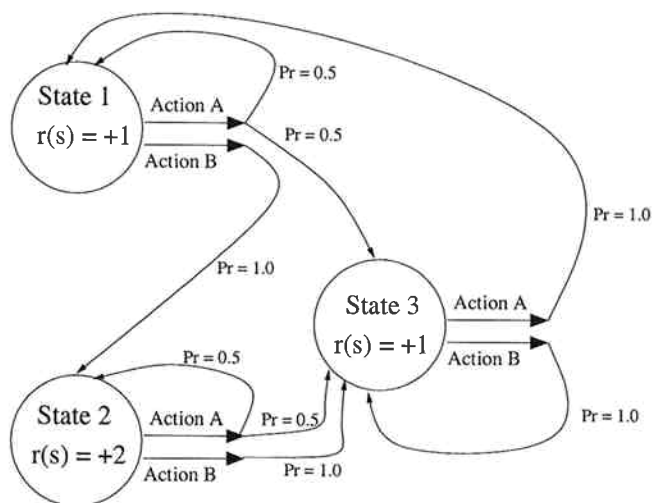 Pr = 0.5
State 1
r(s) = +1
Action A
Action B
Pr = 0.5
Pr = 1.0
Pr = 1.0
State 3
r(s) = +1
Action A
Action B
Pr = 0.5
Pr = 1.0
State 2
r(s) = +2
Action A
Action B
Pr=0.5
Pr = 1.0